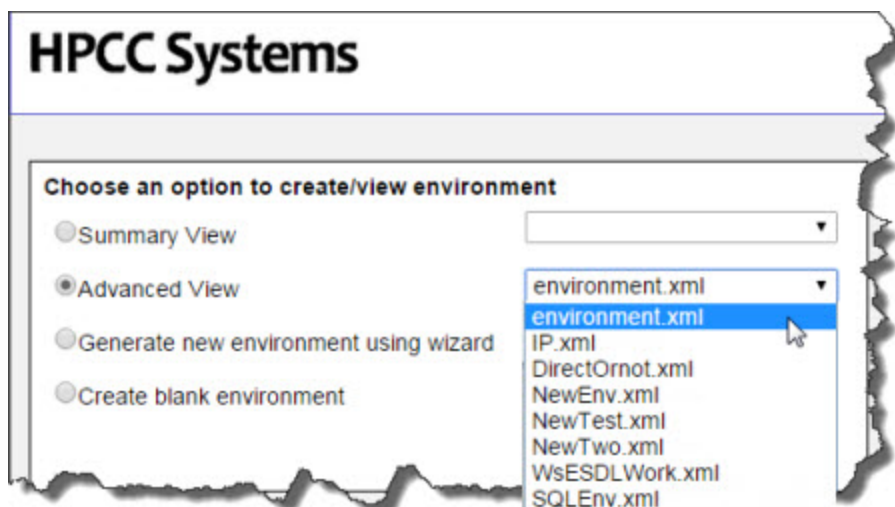 HPCC Systems
Choose an option to create/view environment
Summary View
Advanced View
environment.xml
environment.xml
Generate new environment using wizard
IP.xml
DirectOrnot.xml
Create blank environment
NewEnv.xml
NewTest.xml
NewTwo.xml
WsESDLWork.xml
SQLEnv.xml